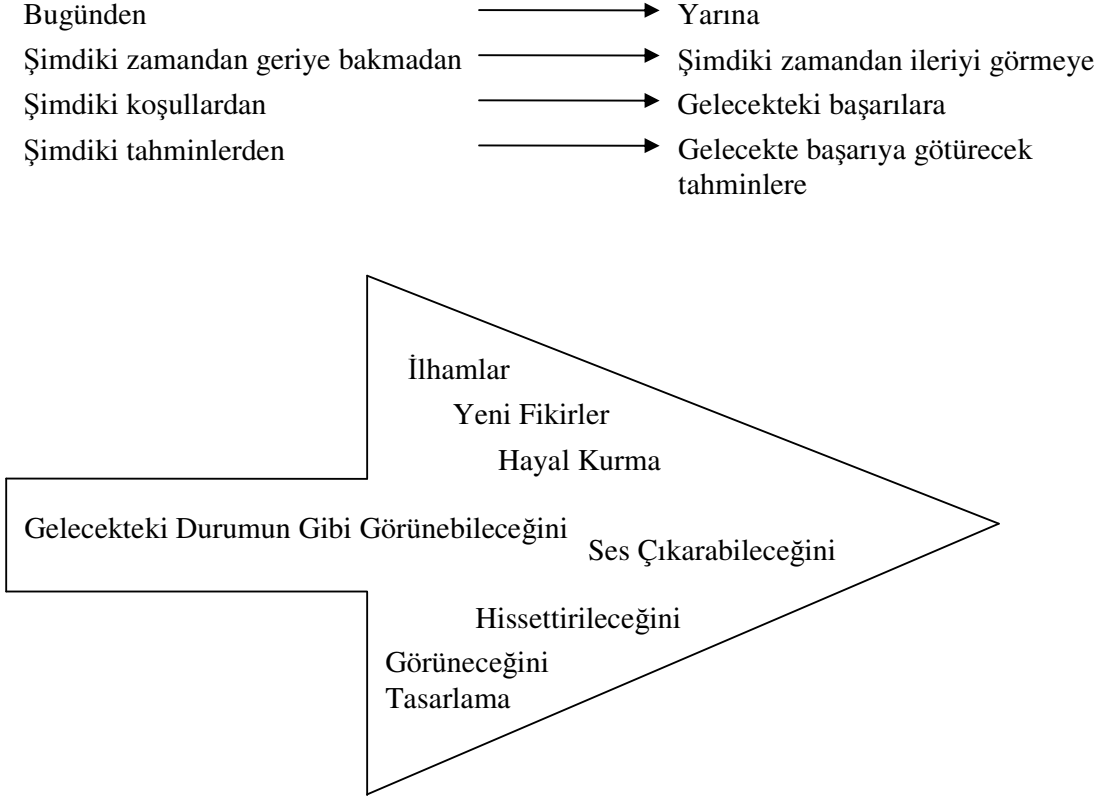 Bugünden Yarına
Şimdiki zamandan geriye bakmadan Şimdiki zamandan ileriyi görmeye
Şimdiki koşullardan Gelecekteki başarılara
Şimdiki tahminlerden Gelecekte başarıya götürecek
tahminlere
İlhamlar
Yeni Fikirler
Hayal Kurma
Gelecekteki Durumun Gibi Görünebileceğini
Ses Çıkarabileceğini
Hissettirileceğini
Görüneceğini
Tasarlama